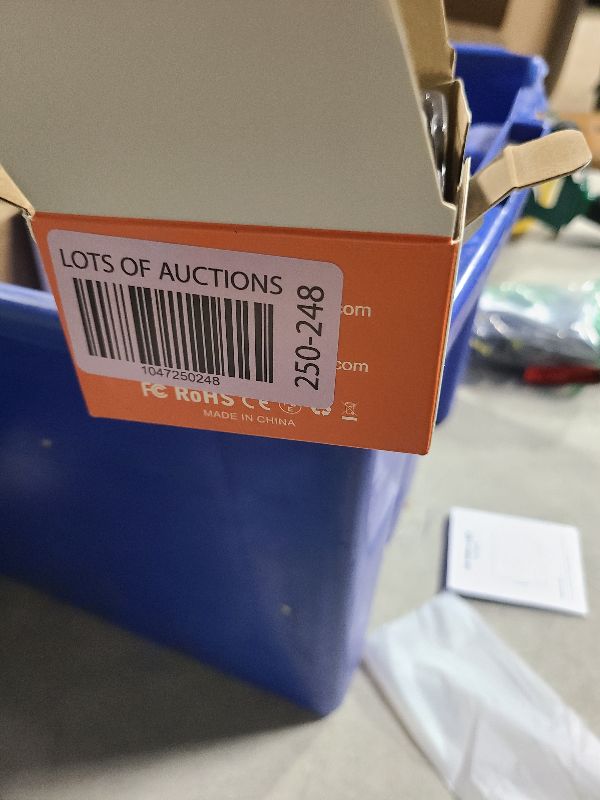 LOTS OF AUCTIONS
1047250248
250-248
com
com
FC RoHS CE
MADE IN CHINA